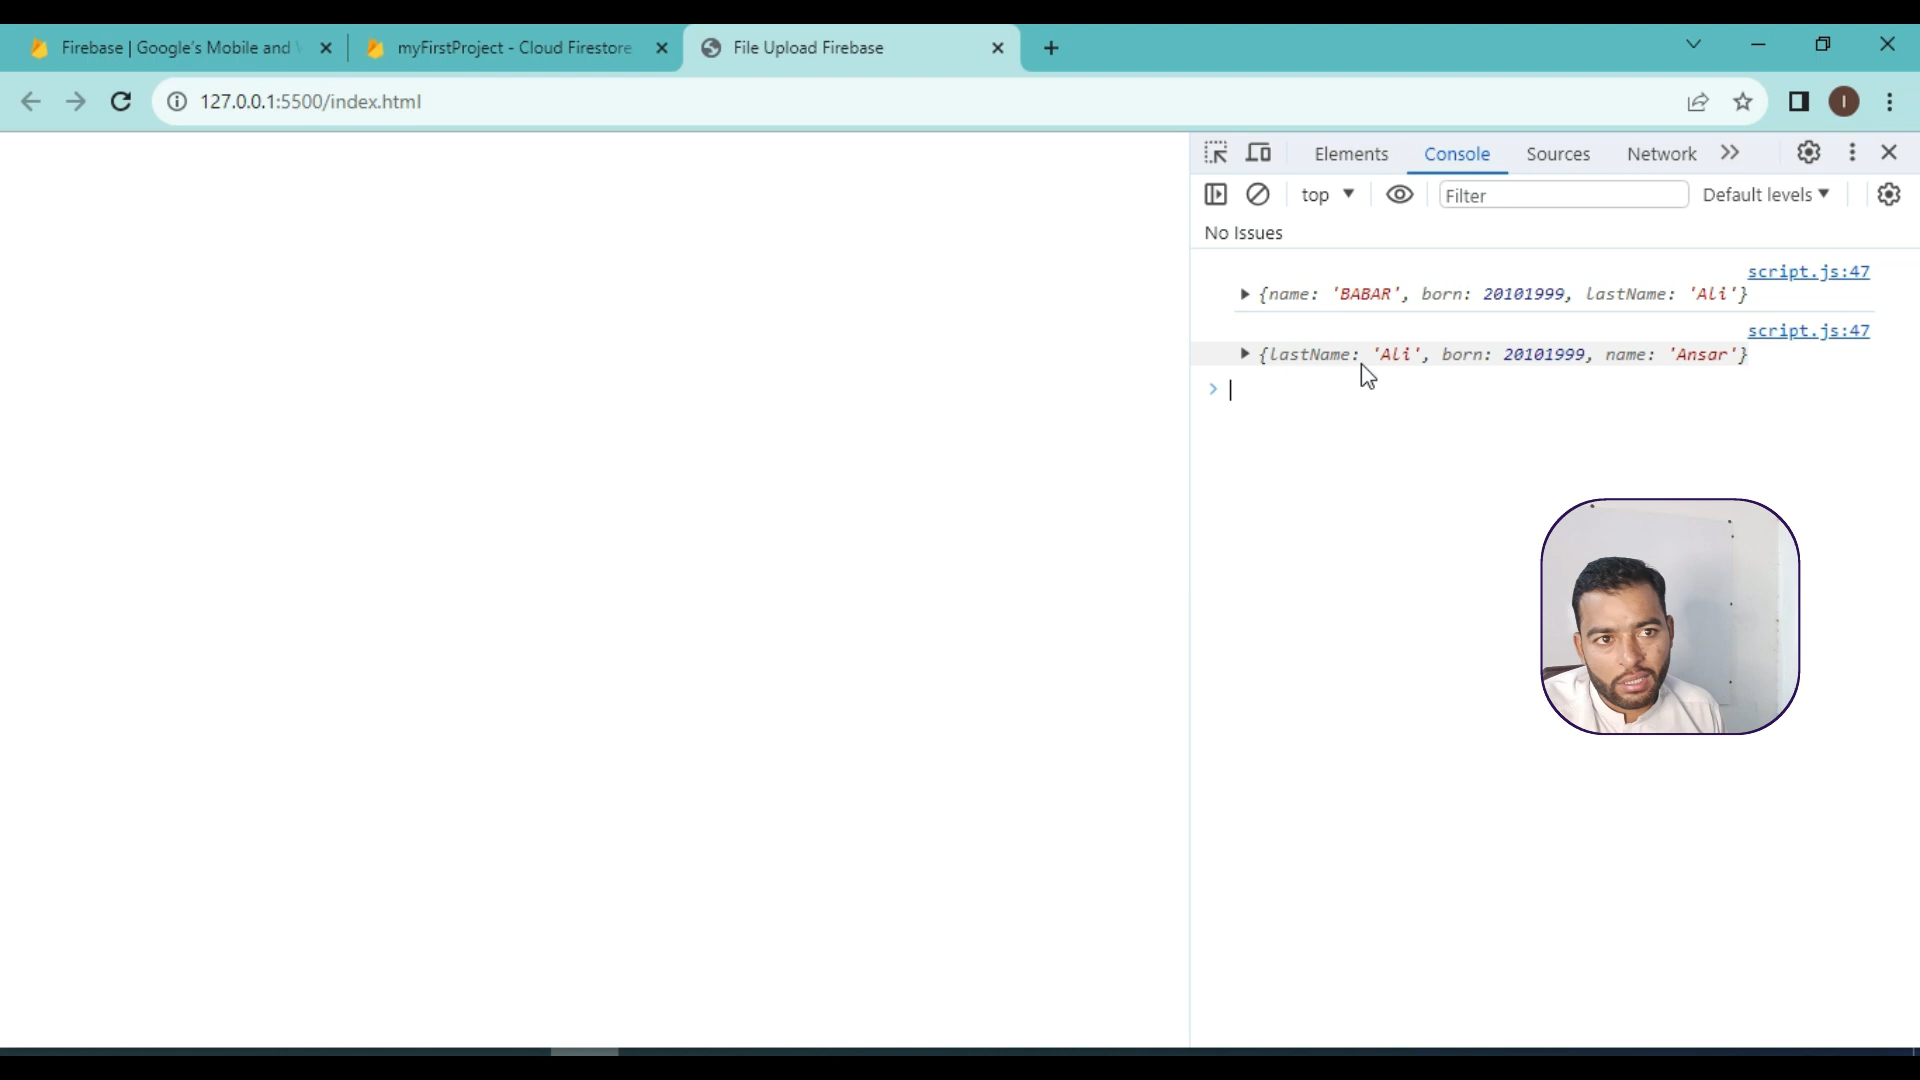 Firebase | Google's Mobile and
myFirstProject - Cloud Firestore
File Upload Firebase
127.0.0.1:5500/index.html
I
Elements
Console
Sources
Network
top
Filter
Default levels
No Issues
script.js:47
{name: 'BABAR', born: 20101999, lastName: 'Ali'}
script.js:47
{lastName: 'Ali', born: 20101999, name: 'Ansar'}